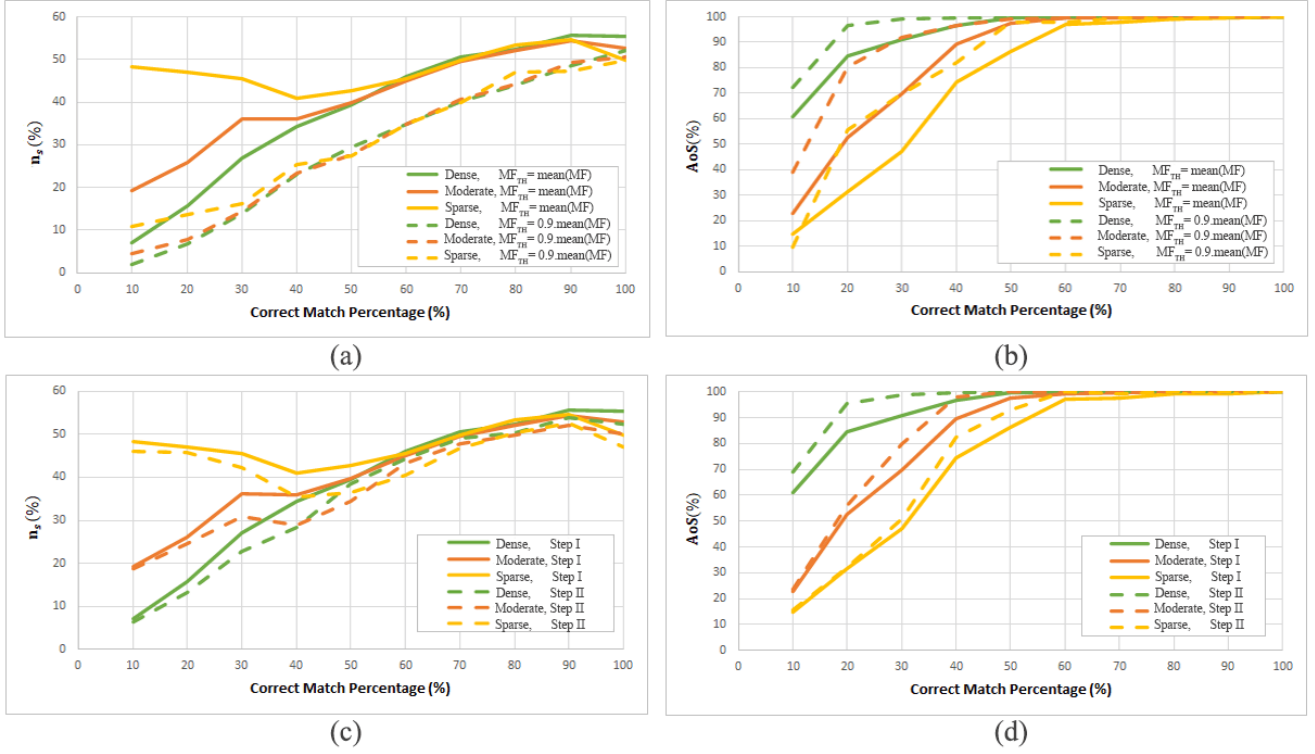 60
50
40
30
20
10
0
n_s (%)
Dense, MF_TH = mean(MF)
Moderate, MF_TH = mean(MF)
Sparse, MF_TH = mean(MF)
Dense, MF_TH = 0.9.mean(MF)
Moderate, MF_TH = 0.9.mean(MF)
Sparse, MF_TH = 0.9.mean(MF)
0 10 20 30 40 50 60 70 80 90 100
Correct Match Percentage (%)
(a)
100
90
80
70
60
50
40
30
20
10
0
AoS(%)
Dense, MF_TH = mean(MF)
Moderate, MF_TH = mean(MF)
Sparse, MF_TH = mean(MF)
Dense, MF_TH = 0.9.mean(MF)
Moderate, MF_TH = 0.9.mean(MF)
Sparse, MF_TH = 0.9.mean(MF)
0 10 20 30 40 50 60 70 80 90 100
Correct Match Percentage (%)
(b)
60
50
40
30
20
10
0
n_s (%)
Dense, Step I
Moderate, Step I
Sparse, Step I
Dense, Step II
Moderate, Step II
Sparse, Step II
0 10 20 30 40 50 60 70 80 90 100
Correct Match Percentage (%)
(c)
100
90
80
70
60
50
40
30
20
10
0
AoS(%)
Dense, Step I
Moderate, Step I
Sparse, Step I
Dense, Step II
Moderate, Step II
Sparse, Step II
0 10 20 30 40 50 60 70 80 90 100
Correct Match Percentage (%)
(d)